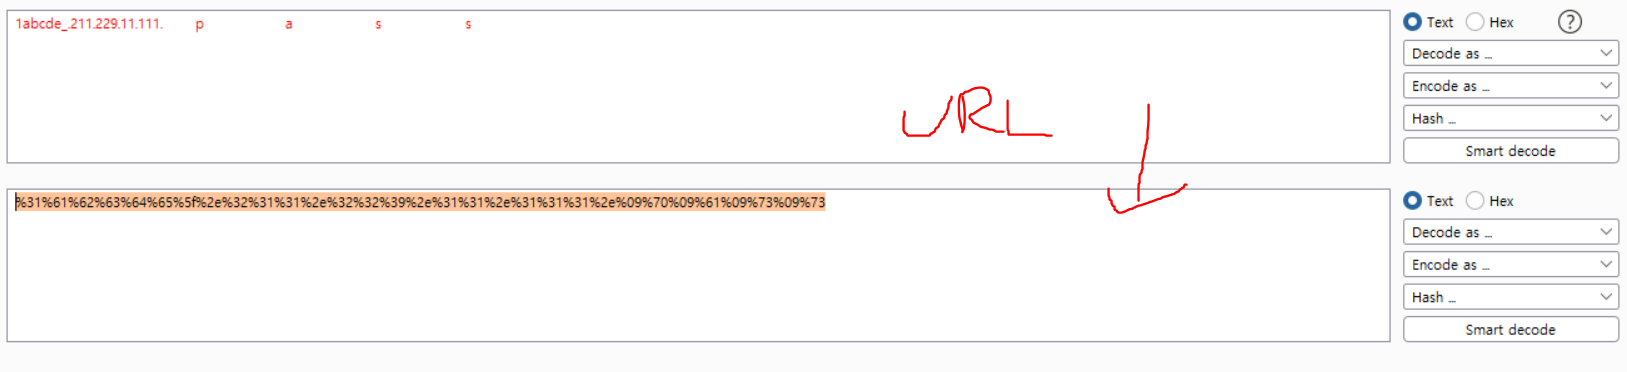 1abcde_.211.229.11.111.	p	a	s	s
Text Hex ?
Decode as ...
Encode as ...
Hash ...
Smart decode
URL
%31%61%62%63%64%65%5f%2e%32%31%31%2e%32%32%39%2e%31%31%2e%31%31%31%2e%09%70%09%61%09%73%09%73
Text Hex
Decode as ...
Encode as ...
Hash ...
Smart decode